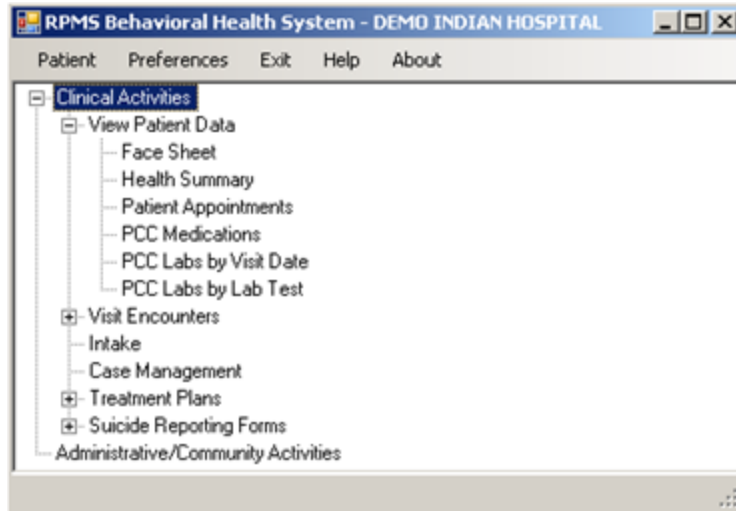 RPMS Behavioral Health System - DEMO INDIAN HOSPITAL
Patient Preferences Exit Help About
Clinical Activities
View Patient Data
Face Sheet
Health Summary
Patient Appointments
PCC Medications
PCC Labs by Visit Date
PCC Labs by Lab Test
Visit Encounters
Intake
Case Management
Treatment Plans
Suicide Reporting Forms
Administrative/Community Activities